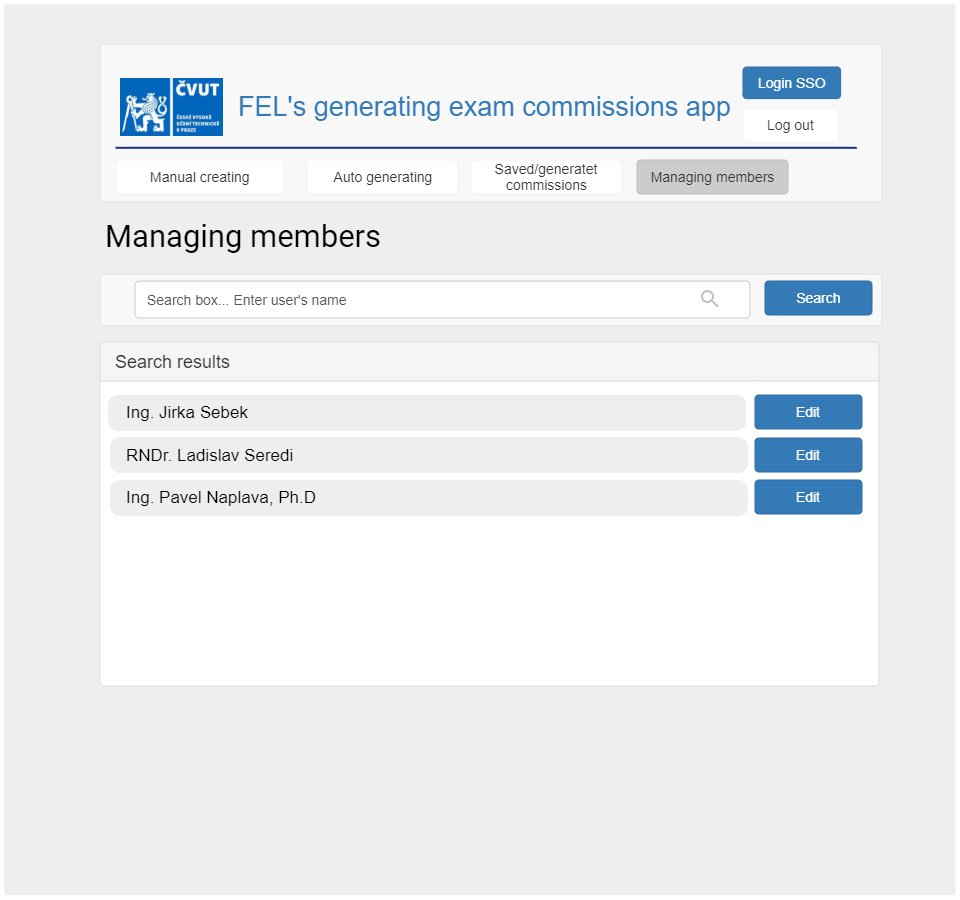 ČVUT
ČESKÉ VYSOKÉ
UČENÍ TECHNICKÉ
V PRAZE
FEL's generating exam commissions app
Login SSO
Log out
Manual creating
Auto generating
Saved/generatet
commissions
Managing members
Managing members
Search box... Enter user's name
Search
Search results
Ing. Jirka Sebek
Edit
RNDr. Ladislav Seredi
Edit
Ing. Pavel Naplava, Ph.D
Edit